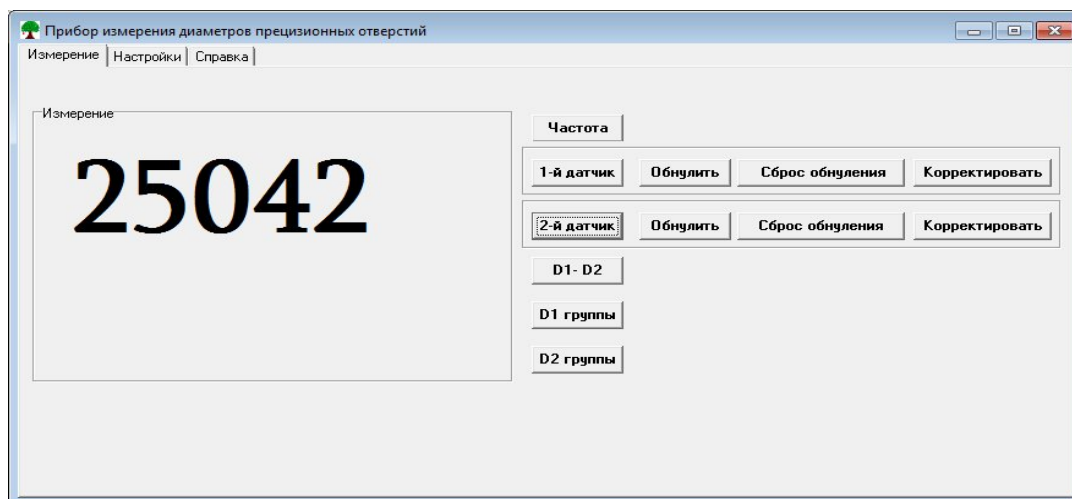 Прибор измерения диаметров прецизионных отверстий
Измерение Настройки Справка
Измерение
25042
Частота
1-й датчик Обнулить Сброс обнуления Корректировать
2-й датчик Обнулить Сброс обнуления Корректировать
D1- D2
D1 группы
D2 группы